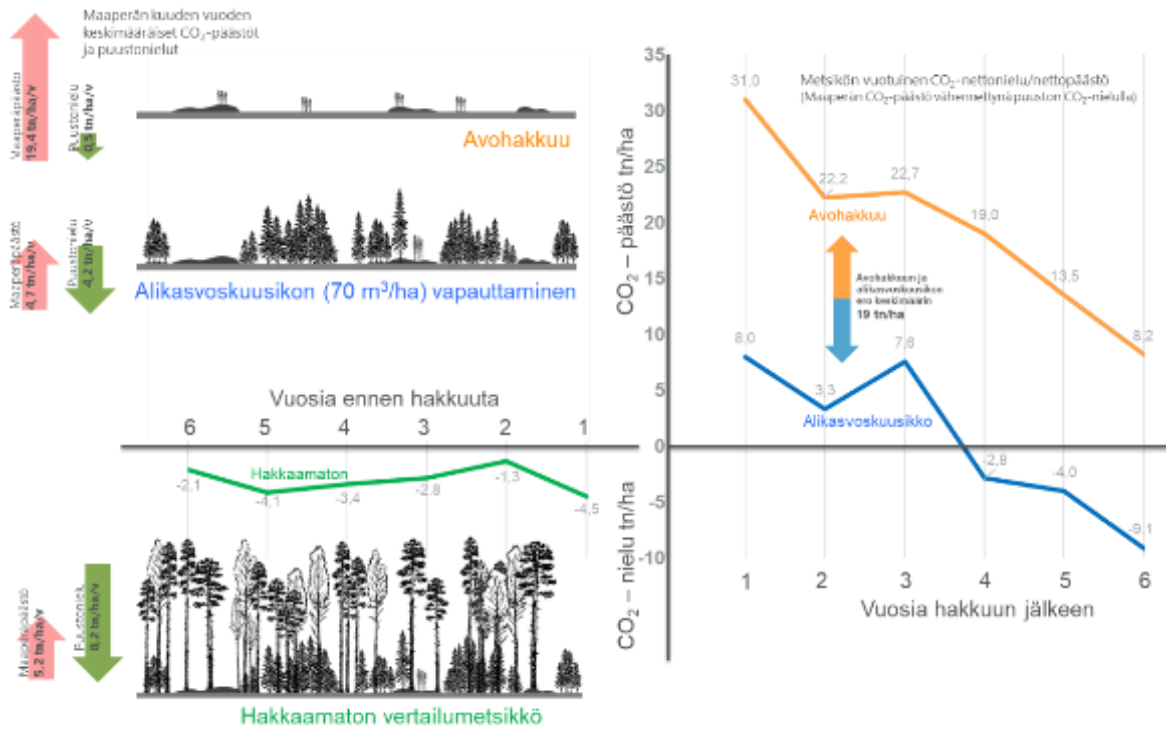 Maaperän kuuden vuoden
keskimääräiset CO₂-päästöt
ja puustonielut
Maaperäpäästö
19,4 tn/ha/v
Puustonielu
0,5 tn/ha/v
Avohakkuu
Maaperäpäästö
4,7 tn/ha/v
Puustonielu
4,2 tn/ha/v
Alikasvoskuusikon (70 m³/ha) vapauttaminen
Vuosia ennen hakkuuta
6 5 4 3 2 1
Hakkaamaton
-2,1 -4,1 -3,4 -2,8 -1,3 -4,5
Maaperäpäästö
5,2 tn/ha/v
Puustonielu
8,2 tn/ha/v
Hakkaamaton vertailumetsikkö
Metsikön vuotuinen CO₂-nettonielu/nettopäästö
(Maaperän CO₂-päästö vähennettynä puuston CO₂-nielulla)
CO₂ – päästö tn/ha
CO₂ – nielu tn/ha
35
30
25
20
15
10
5
0
-5
-10
31,0 22,2 22,7 19,0 13,5 8,2
Avohakkuu
Avohakkuun ja
alikasvoskuusikon
ero keskimäärin
19 tn/ha
8,0 3,3 7,6 -2,8 -4,0 -9,1
Alikasvoskuusikko
1 2 3 4 5 6
Vuosia hakkuun jälkeen